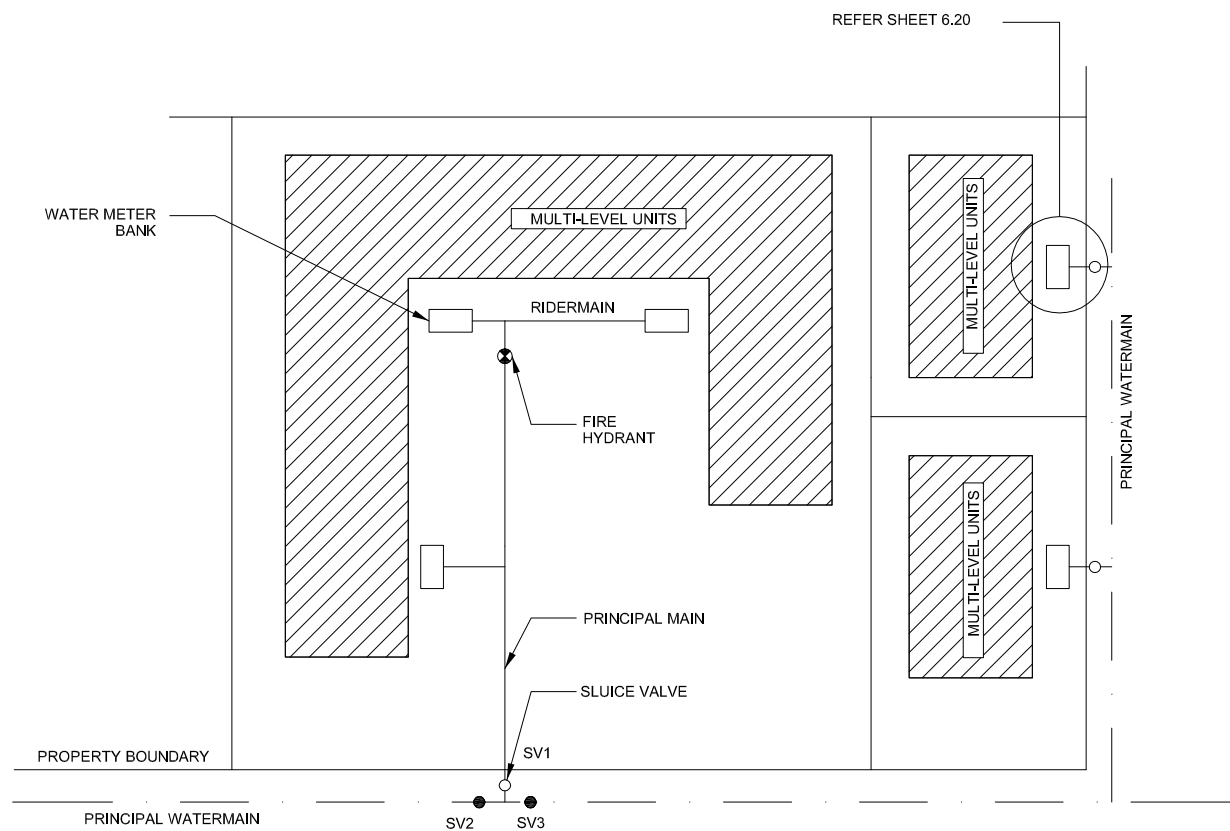 REFER SHEET 6.20
WATER METER
BANK
MULTI-LEVEL UNITS
MULTI-LEVEL UNITS
RIDERMAIN
PRINCIPAL WATERMAIN
FIRE
HYDRANT
MULTI-LEVEL UNITS
PRINCIPAL MAIN
SLUICE VALVE
PROPERTY BOUNDARY
SV1
PRINCIPAL WATERMAIN
SV2
SV3